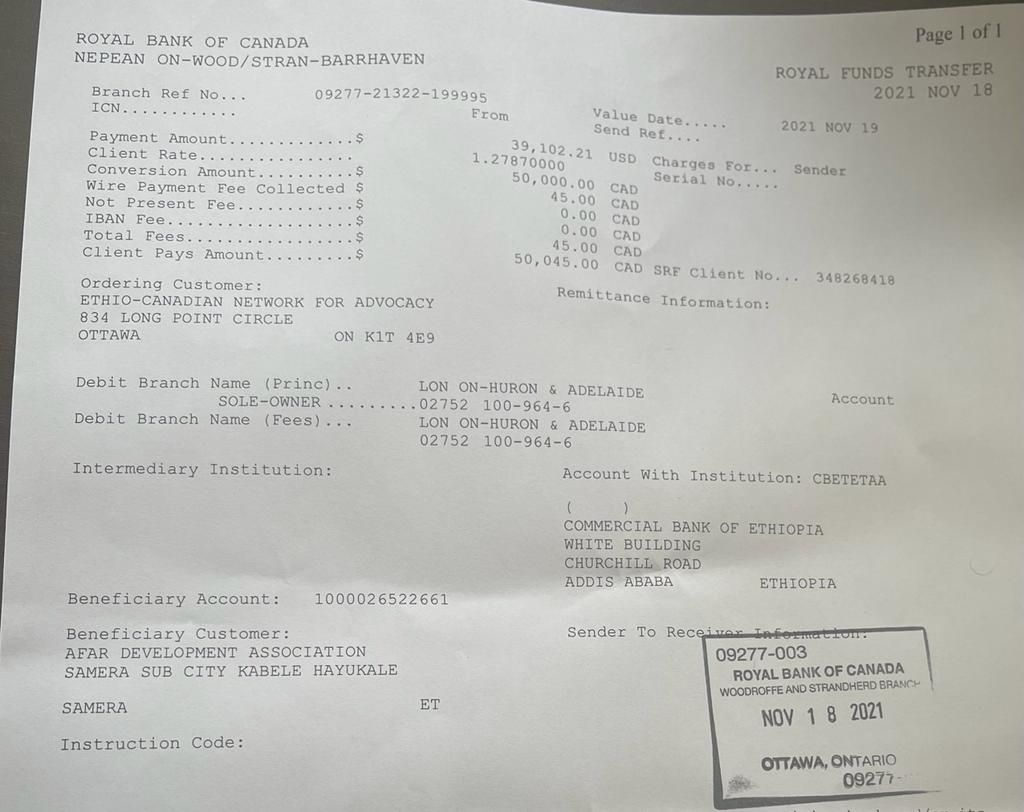 Page 1 of 1
ROYAL BANK OF CANADA
NEPEAN ON-WOOD/STRAN-BARRHAVEN
ROYAL FUNDS TRANSFER
2021 NOV 18
Branch Ref No... 09277-21322-199995
ICN............
From
Value Date..... 2021 NOV 19
Send Ref....
Payment Amount.............$ 39,102.21 USD Charges For... Sender
Client Rate................ 1.27870000 Serial No.....
Conversion Amount..........$ 50,000.00 CAD
Wire Payment Fee Collected $ 45.00 CAD
Not Present Fee............$ 0.00 CAD
IBAN Fee...................$ 0.00 CAD
Total Fees.................$ 45.00 CAD
Client Pays Amount.........$ 50,045.00 CAD SRF Client No... 348268418
Ordering Customer: Remittance Information:
ETHIO-CANADIAN NETWORK FOR ADVOCACY
834 LONG POINT CIRCLE
OTTAWA ON K1T 4E9
Debit Branch Name (Princ).. LON ON-HURON & ADELAIDE
SOLE-OWNER .........02752 100-964-6 Account
Debit Branch Name (Fees)... LON ON-HURON & ADELAIDE
02752 100-964-6
Intermediary Institution: Account With Institution: CBETETAA
( )
COMMERCIAL BANK OF ETHIOPIA
WHITE BUILDING
CHURCHILL ROAD
ADDIS ABABA ETHIOPIA
Beneficiary Account: 1000026522661
Beneficiary Customer: Sender To Receiver Information:
AFAR DEVELOPMENT ASSOCIATION
SAMERA SUB CITY KABELE HAYUKALE
SAMERA ET
Instruction Code:
09277-003
ROYAL BANK OF CANADA
WOODROFFE AND STRANDHERD BRANCH
NOV 18 2021
OTTAWA, ONTARIO
09277-